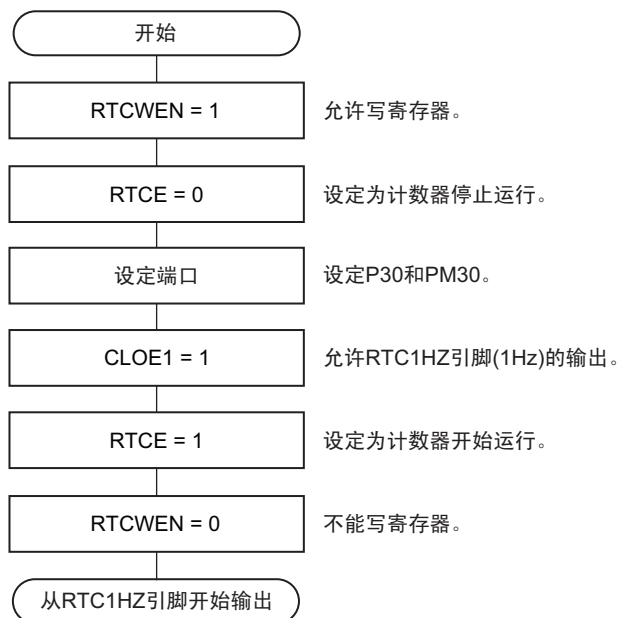 开始
RTCWEN = 1 允许写寄存器。
RTCE = 0 设定为计数器停止运行。
设定端口 设定P30和PM30。
CLOE1 = 1 允许RTC1HZ引脚(1Hz)的输出。
RTCE = 1 设定为计数器开始运行。
RTCWEN = 0 不能写寄存器。
从RTC1HZ引脚开始输出